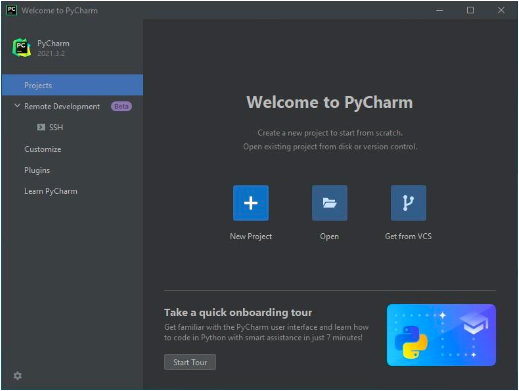 PC Welcome to PyCharm
PC
PyCharm
2021.3.2
Projects
Remote Development Beta
SSH
Customize
Plugins
Learn PyCharm
Welcome to PyCharm
Create a new project to start from scratch.
Open existing project from disk or version control.
New Project
Open
Get from VCS
Take a quick onboarding tour
Get familiar with the PyCharm user interface and learn how
to code in Python with smart assistance in just 7 minutes!
Start Tour